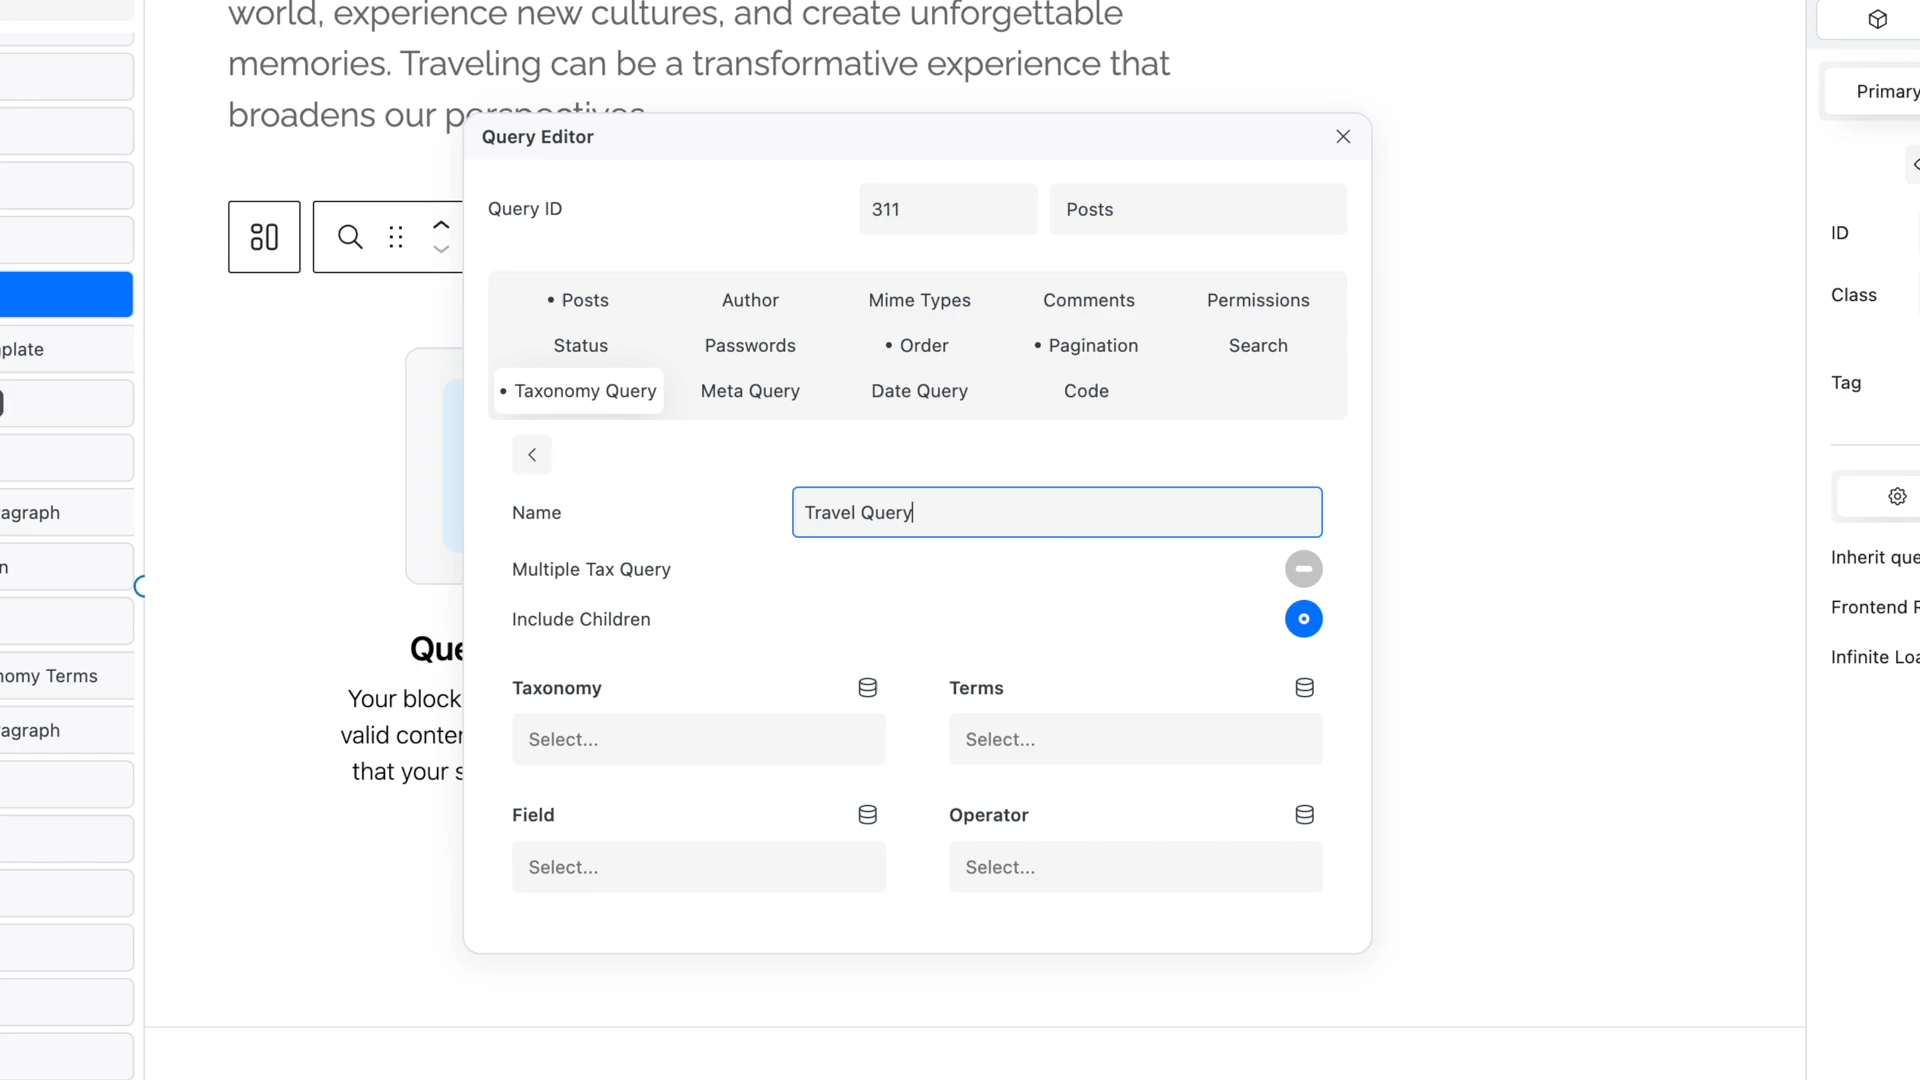 world, experience new cultures, and create unforgettable
memories. Traveling can be a transformative experience that
broadens our perspectives.
Query Editor
Query ID
311
Posts
• Posts
Author
Mime Types
Comments
Permissions
Status
Passwords
• Order
• Pagination
Search
• Taxonomy Query
Meta Query
Date Query
Code
Name
Travel Query
Multiple Tax Query
Include Children
Taxonomy
Terms
Select...
Select...
Field
Operator
Select...
Select...
plate
agraph
n
omy Terms
agraph
Que
Your block
valid conten
that your s
Primary
ID
Class
Tag
Inherit que
Frontend R
Infinite Loa